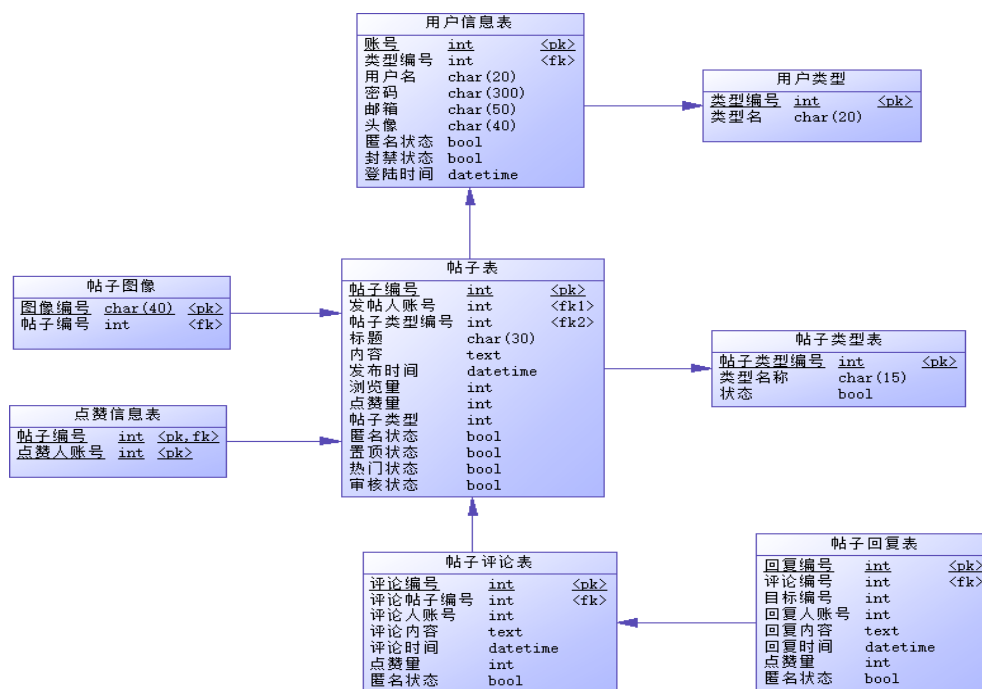 用户信息表
账号 int <pk>
类型编号 int <fk>
用户名 char(20)
密码 char(300)
邮箱 char(50)
头像 char(40)
匿名状态 bool
封禁状态 bool
登陆时间 datetime
用户类型
类型编号 int <pk>
类型名 char(20)
帖子图像
图像编号 char(40) <pk>
帖子编号 int <fk>
帖子表
帖子编号 int <pk>
发帖人账号 int <fk1>
帖子类型编号 int <fk2>
标题 char(30)
内容 text
发布时间 datetime
浏览量 int
点赞量 int
帖子类型 int
匿名状态 bool
置顶状态 bool
热门状态 bool
审核状态 bool
帖子类型表
帖子类型编号 int <pk>
类型名称 char(15)
状态 bool
点赞信息表
帖子编号 int <pk,fk>
点赞人账号 int <pk>
帖子评论表
评论编号 int <pk>
评论帖子编号 int <fk>
评论人账号 int
评论内容 text
评论时间 datetime
点赞量 int
匿名状态 bool
帖子回复表
回复编号 int <pk>
评论编号 int <fk>
目标编号 int
回复人账号 int
回复内容 text
回复时间 datetime
点赞量 int
匿名状态 bool